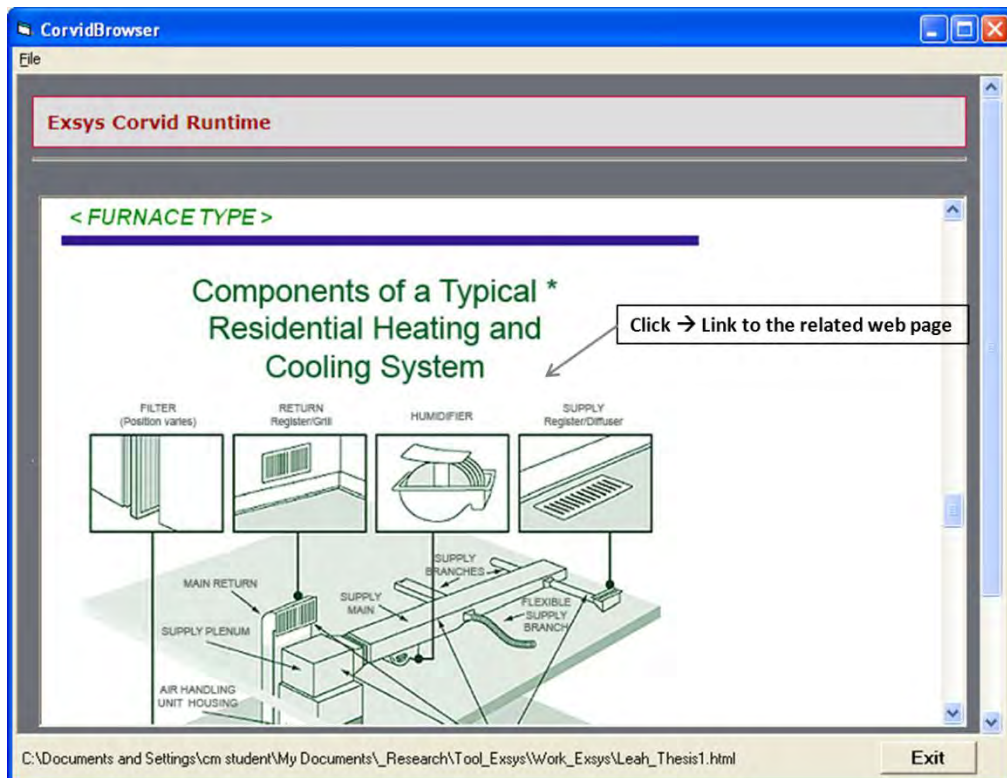 CorvidBrowser
File
Exsys Corvid Runtime
< FURNACE TYPE >
Components of a Typical *
Residential Heating and
Cooling System
Click → Link to the related web page
FILTER
(Position varies)
RETURN
Register/Grill
HUMIDIFIER
SUPPLY
Register/Diffuser
SUPPLY
BRANCHES
MAIN RETURN
SUPPLY
MAIN
FLEXIBLE
SUPPLY
BRANCH
SUPPLY PLENUM
AIR HANDLING
UNIT HOUSING
C:\Documents and Settings\cm student\My Documents\_Research\Tool_Exsys\Work_Exsys\Leah_Thesis1.html
Exit